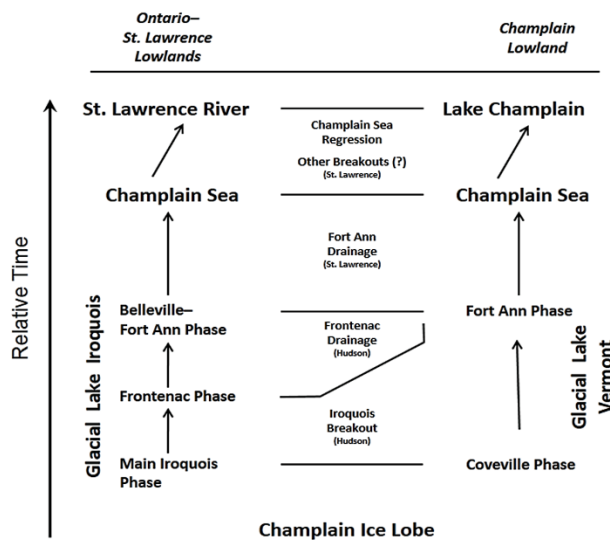 Ontario–
St. Lawrence
Lowlands
Champlain
Lowland
St. Lawrence River
Lake Champlain
Champlain Sea
Regression
Other Breakouts (?)
(St. Lawrence)
Champlain Sea
Champlain Sea
Fort Ann
Drainage
(St. Lawrence)
Belleville–
Fort Ann Phase
Fort Ann Phase
Frontenac
Drainage
(Hudson)
Frontenac Phase
Iroquois
Breakout
(Hudson)
Main Iroquois
Phase
Coveville Phase
Relative Time
Glacial Lake Iroquois
Glacial Lake
Vermont
Champlain Ice Lobe